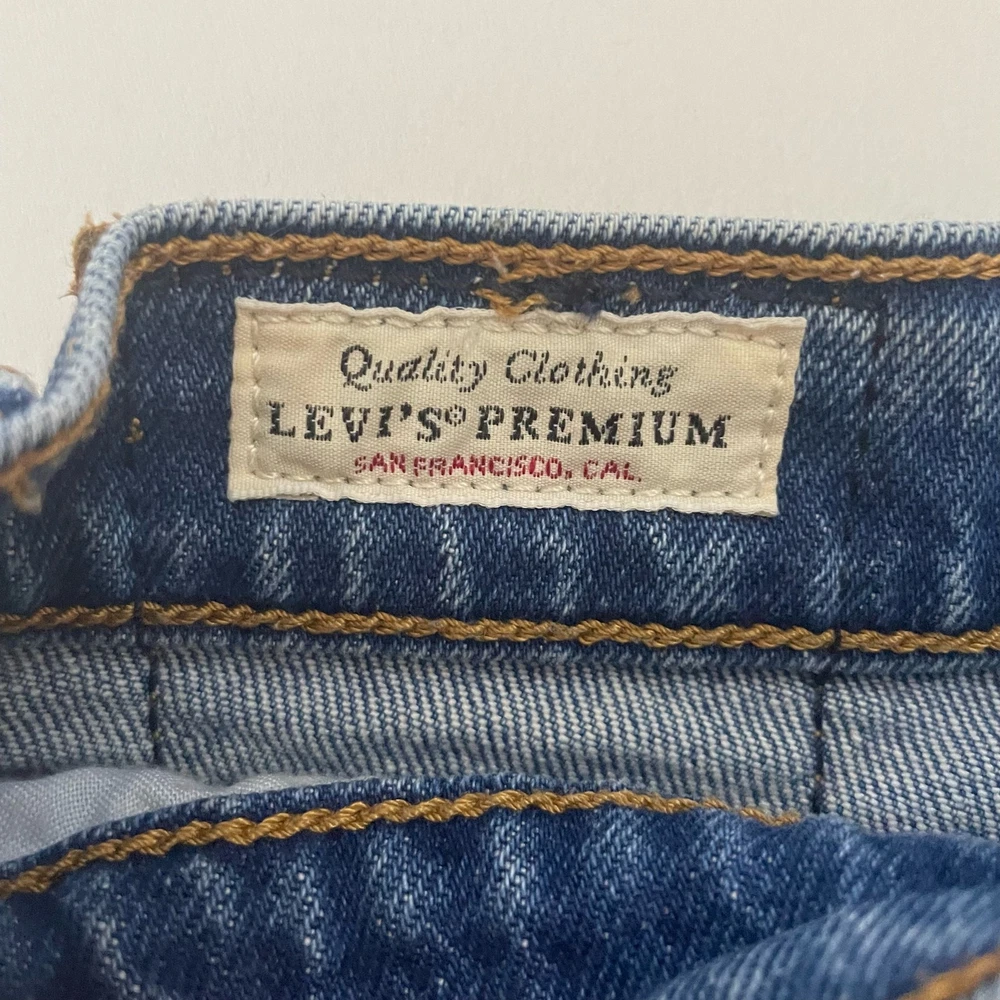 Quality Clothing
LEVI'S® PREMIUM
SAN FRANCISCO, CAL.